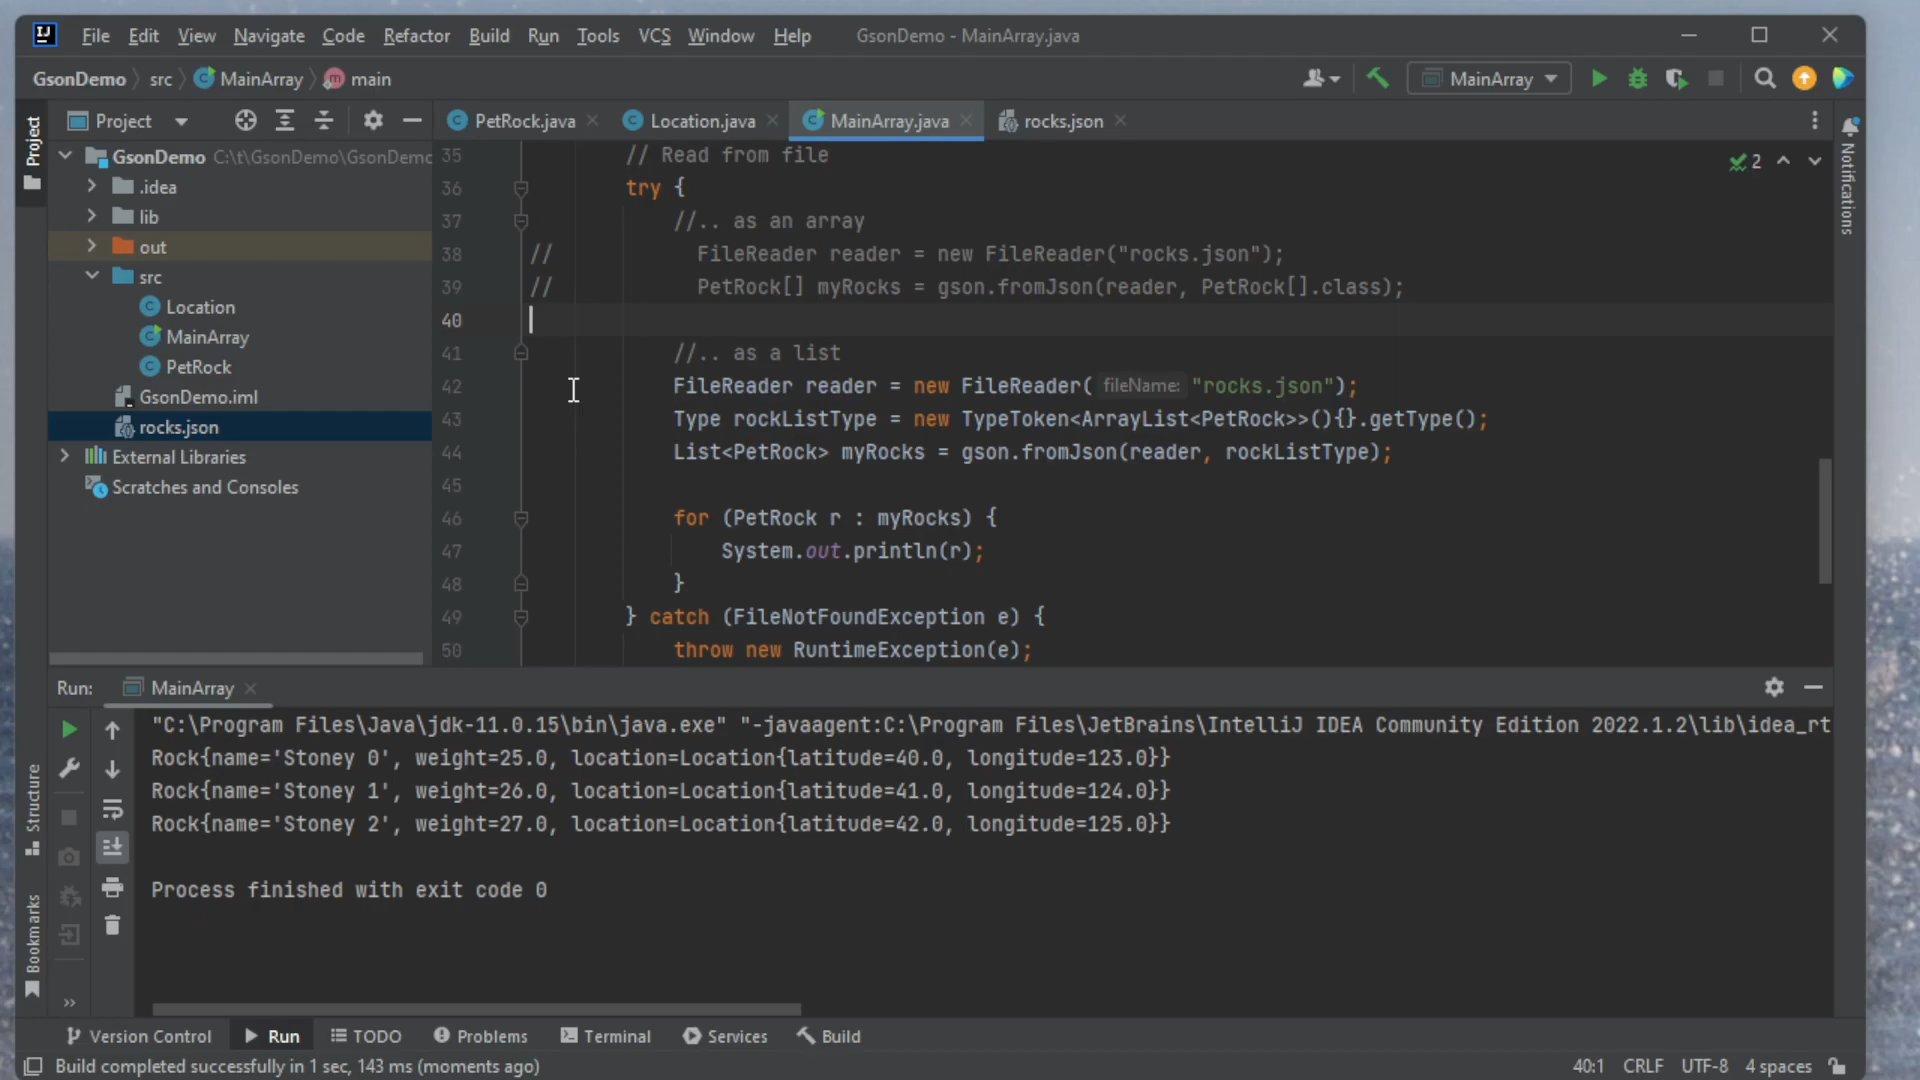 IJ File Edit View Navigate Code Refactor Build Run Tools VCS Window Help GsonDemo - MainArray.java
GsonDemo src MainArray main MainArray
Project
Project
PetRock.java Location.java MainArray.java rocks.json
Notifications
GsonDemo C:\t\GsonDemo\GsonDemo
.idea
lib
out
src
Location
MainArray
PetRock
GsonDemo.iml
rocks.json
External Libraries
Scratches and Consoles
2
35 // Read from file
36 try {
37 //.. as an array
38 // FileReader reader = new FileReader("rocks.json");
39 // PetRock[] myRocks = gson.fromJson(reader, PetRock[].class);
40
41 //.. as a list
42 FileReader reader = new FileReader( fileName: "rocks.json");
43 Type rockListType = new TypeToken<ArrayList<PetRock>>(){}.getType();
44 List<PetRock> myRocks = gson.fromJson(reader, rockListType);
45
46 for (PetRock r : myRocks) {
47 System.out.println(r);
48 }
49 } catch (FileNotFoundException e) {
50 throw new RuntimeException(e);
Run: MainArray
Structure
Bookmarks
"C:\Program Files\Java\jdk-11.0.15\bin\java.exe" "-javaagent:C:\Program Files\JetBrains\IntelliJ IDEA Community Edition 2022.1.2\lib\idea_rt
Rock{name='Stoney 0', weight=25.0, location=Location{latitude=40.0, longitude=123.0}}
Rock{name='Stoney 1', weight=26.0, location=Location{latitude=41.0, longitude=124.0}}
Rock{name='Stoney 2', weight=27.0, location=Location{latitude=42.0, longitude=125.0}}
Process finished with exit code 0
Version Control Run TODO Problems Terminal Services Build
Build completed successfully in 1 sec, 143 ms (moments ago) 40:1 CRLF UTF-8 4 spaces